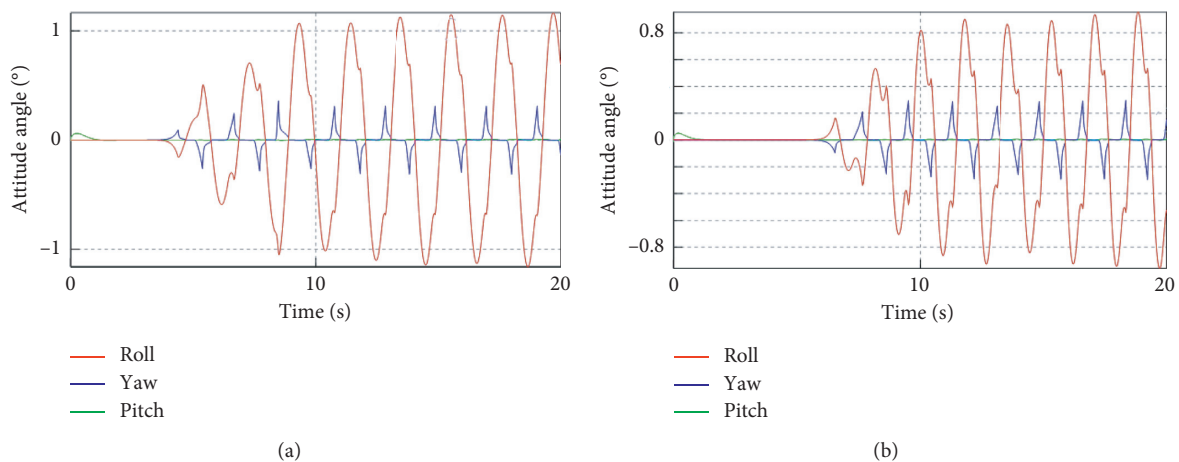 Attitude angle (°)
1
0
−1
0
10
20
Time (s)
Roll
Yaw
Pitch
(a)
Attitude angle (°)
0.8
0
−0.8
0
10
20
Time (s)
Roll
Yaw
Pitch
(b)